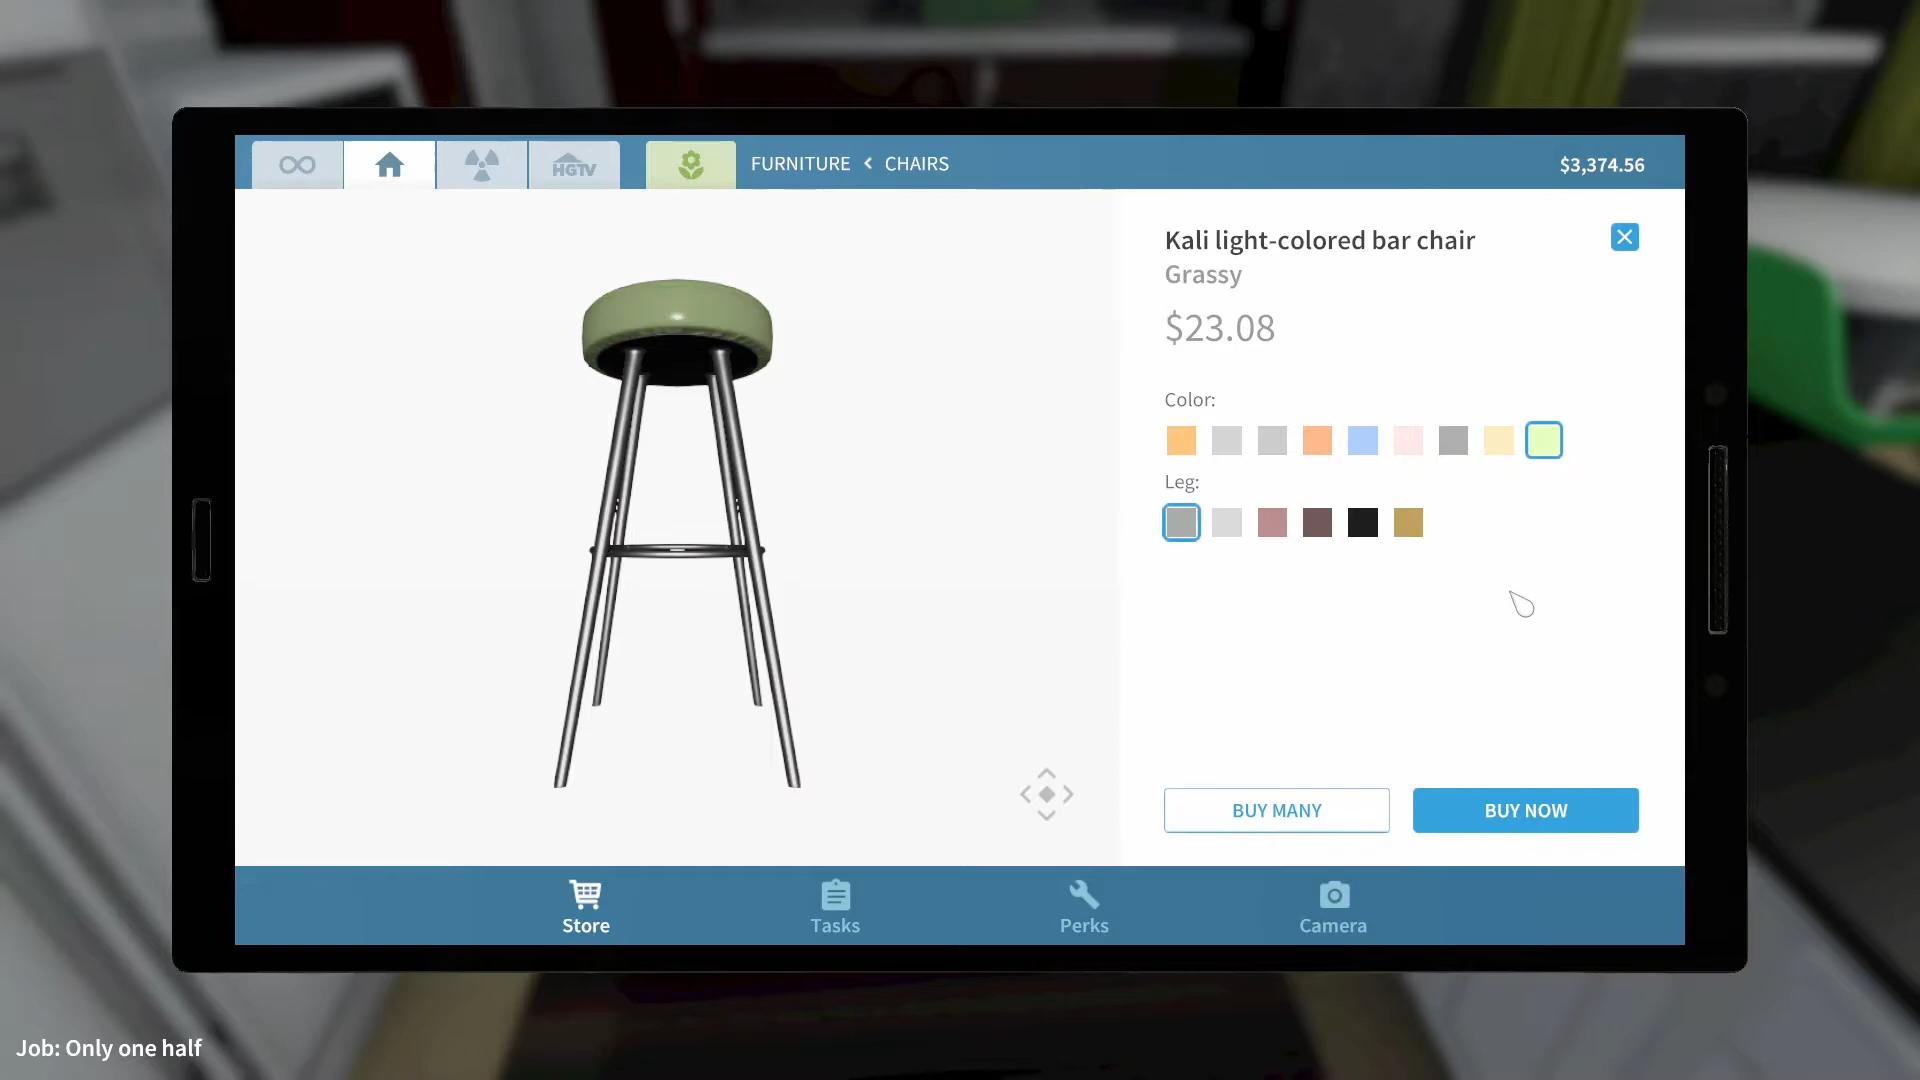 HGTV
FURNITURE < CHAIRS
$3,374.56
Kali light-colored bar chair
Grassy
$23.08
Color:
Leg:
BUY MANY
BUY NOW
Store
Tasks
Perks
Camera
Job: Only one half